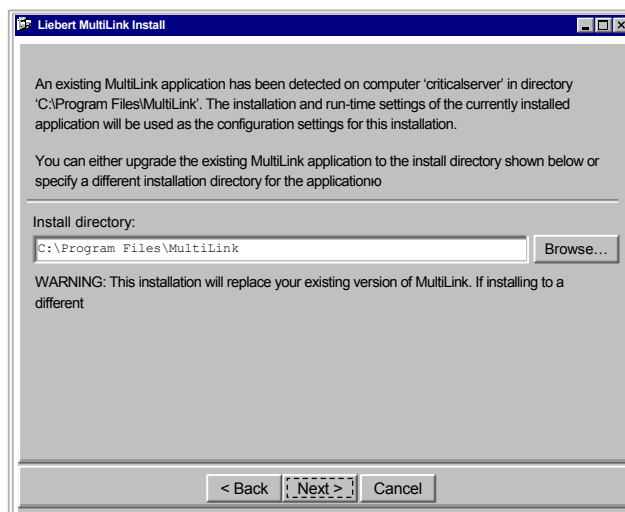 Liebert MultiLink Install
An existing MultiLink application has been detected on computer ‘criticalserver’ in directory
‘C:\Program Files\MultiLink’. The installation and run-time settings of the currently installed
application will be used as the configuration settings for this installation.
You can either upgrade the existing MultiLink application to the install directory shown below or
specify a different installation directory for the applicationю
Install directory:
C:\Program Files\MultiLink
Browse...
WARNING: This installation will replace your existing version of MultiLink. If installing to a
different
< Back Next > Cancel